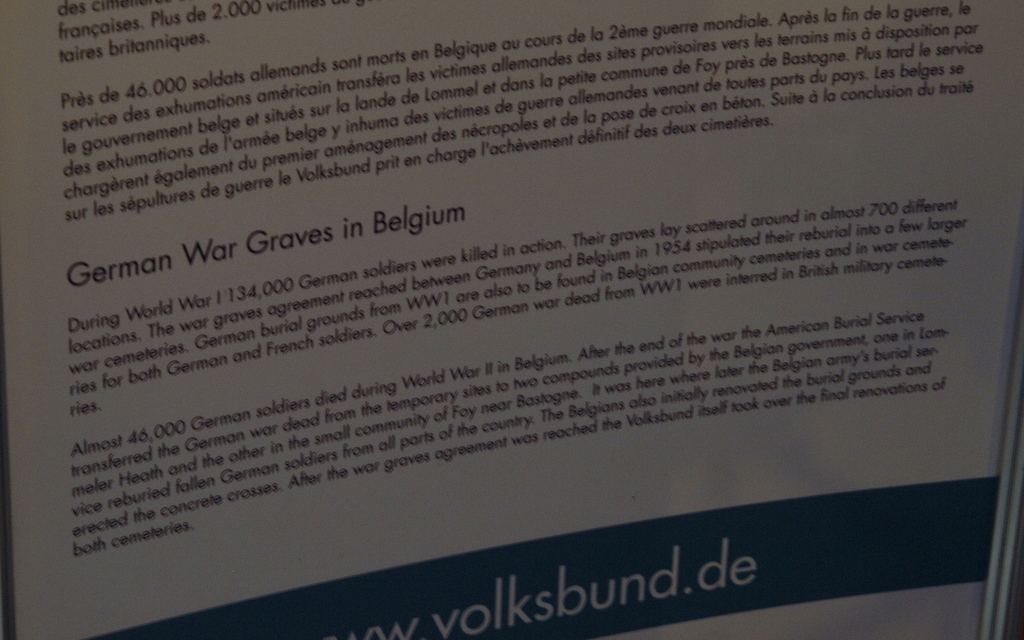 des cimetières
françaises. Plus de 2.000 victimes de
taires britanniques.
Près de 46.000 soldats allemands sont morts en Belgique au cours de la 2ème guerre mondiale. Après la fin de la guerre, le
service des exhumations américain transféra les victimes allemandes des sites provisoires vers les terrains mis à disposition par
le gouvernement belge et situés sur la lande de Lommel et dans la petite commune de Foy près de Bastogne. Plus tard le service
des exhumations de l'armée belge y inhuma des victimes de guerre allemandes venant de toutes parts du pays. Les belges se
chargèrent également du premier aménagement des nécropoles et de la pose de croix en béton. Suite à la conclusion du traité
sur les sépultures de guerre le Volksbund prit en charge l'achèvement définitif des deux cimetières.
German War Graves in Belgium
During World War I 134,000 German soldiers were killed in action. Their graves lay scattered around in almost 700 different
locations. The war graves agreement reached between Germany and Belgium in 1954 stipulated their reburial into a few larger
war cemeteries. German burial grounds from WW1 are also to be found in Belgian community cemeteries and in war cemete-
ries for both German and French soldiers. Over 2,000 German war dead from WW1 were interred in British military cemete-
ries.
Almost 46,000 German soldiers died during World War II in Belgium. After the end of the war the American Burial Service
transferred the German war dead from the temporary sites to two compounds provided by the Belgian government, one in Lom-
meler Heath and the other in the small community of Foy near Bastogne. It was here where later the Belgian army's burial ser-
vice reburied fallen German soldiers from all parts of the country. The Belgians also initially renovated the burial grounds and
erected the concrete crosses. After the war graves agreement was reached the Volksbund itself took over the final renovations of
both cemeteries.
www.volksbund.de